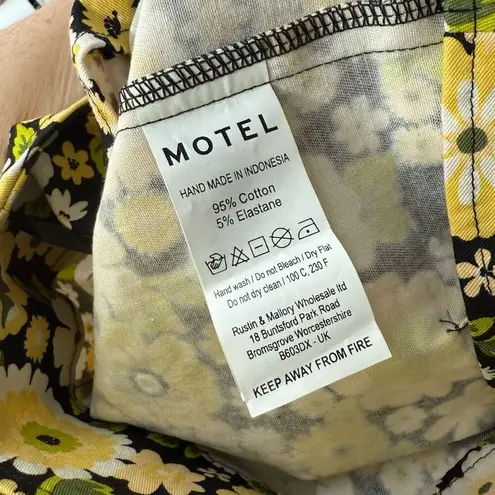 MOTEL
HAND MADE IN INDONESIA
95% Cotton
5% Elastane
Hand wash / Do not Bleach / Dry Flat
Do not dry clean / 100 C, 230 F
Rustin & Mallory Wholesale ltd
18 Buntsford Park Road
Bromsgrove Worcestershire
B603DX - UK
KEEP AWAY FROM FIRE